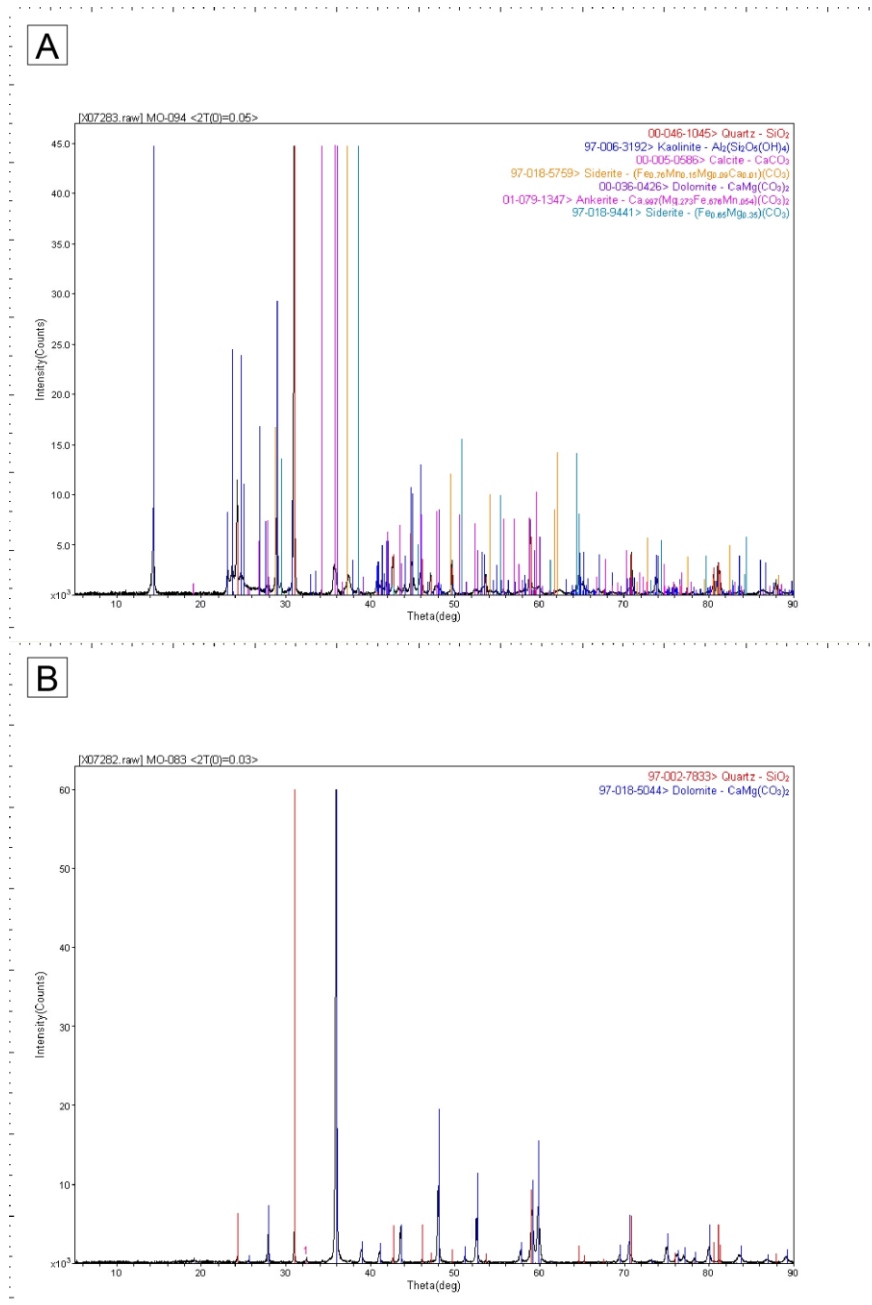 A
[X07283.raw] MO-094 <2T(0)=0.05>
00-046-1045> Quartz - SiO₂
97-006-3192> Kaolinite - Al₂(Si₂O₅(OH)₄)
00-005-0586> Calcite - CaCO₃
97-018-5759> Siderite - (Fe₀.₇₆Mn₀.₁₅Mg₀.₀₉Ca₀.₀₁)(CO₃)
00-036-0426> Dolomite - CaMg(CO₃)₂
01-079-1347> Ankerite - Ca.₉₉₇(Mg.₂₇₃Fe.₆₇₆Mn.₀₅₄)(CO₃)₂
97-018-9441> Siderite - (Fe₀.₆₅Mg₀.₃₅)(CO₃)
45.0
40.0
35.0
30.0
25.0
20.0
15.0
10.0
5.0
x10³
Intensity(Counts)
10 20 30 40 50 60 70 80 90
Theta(deg)
B
[X07282.raw] MO-083 <2T(0)=0.03>
97-002-7833> Quartz - SiO₂
97-018-5044> Dolomite - CaMg(CO₃)₂
60
50
40
30
20
10
x10³
Intensity(Counts)
10 20 30 40 50 60 70 80 90
Theta(deg)